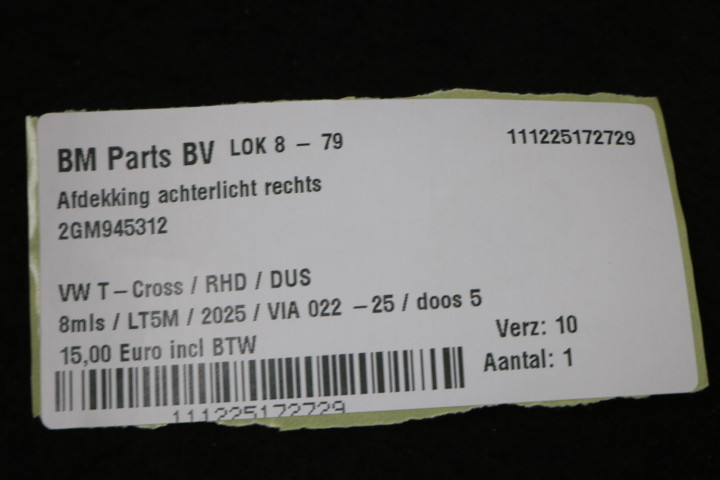 BM Parts BV LOK 8 - 79 111225172729
Afdekking achterlicht rechts
2GM945312
VW T-Cross / RHD / DUS
8mls / LT5M / 2025 / VIA 022 -25 / doos 5
15,00 Euro incl BTW
Verz: 10
Aantal: 1
111225172729